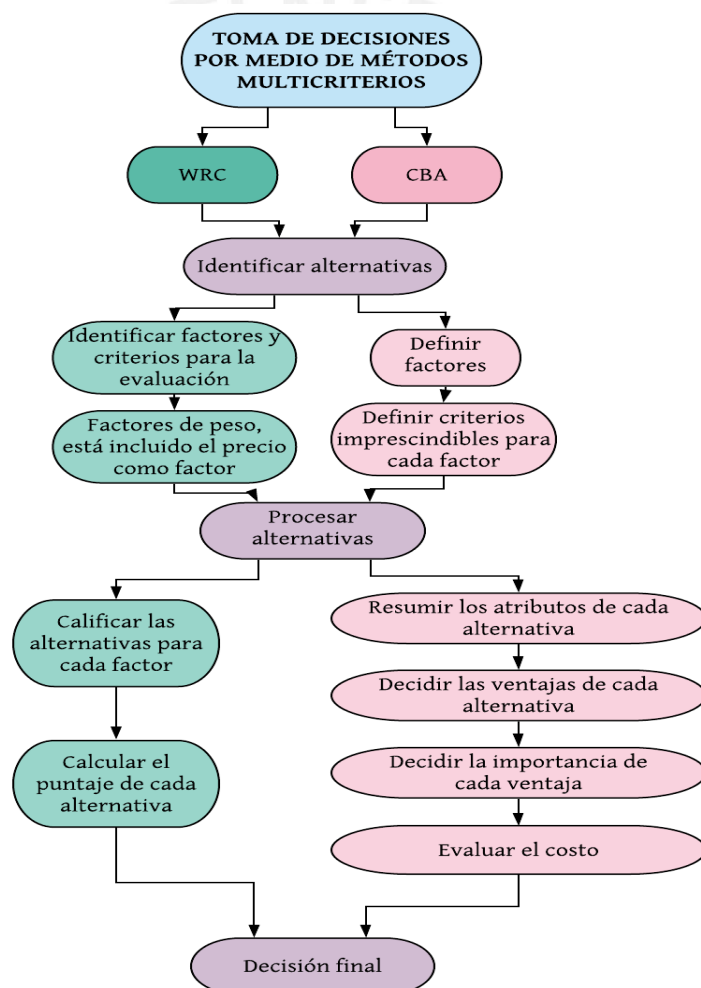 TOMA DE DECISIONES
POR MEDIO DE MÉTODOS
MULTICRITERIOS
WRC
CBA
Identificar alternativas
Identificar factores y
criterios para la
evaluación
Definir
factores
Factores de peso,
está incluido el precio
como factor
Definir criterios
imprescindibles para
cada factor
Procesar
alternativas
Calificar las
alternativas para
cada factor
Resumir los atributos de cada
alternativa
Decidir las ventajas de cada
alternativa
Calcular el
puntaje de cada
alternativa
Decidir la importancia de
cada ventaja
Evaluar el costo
Decisión final